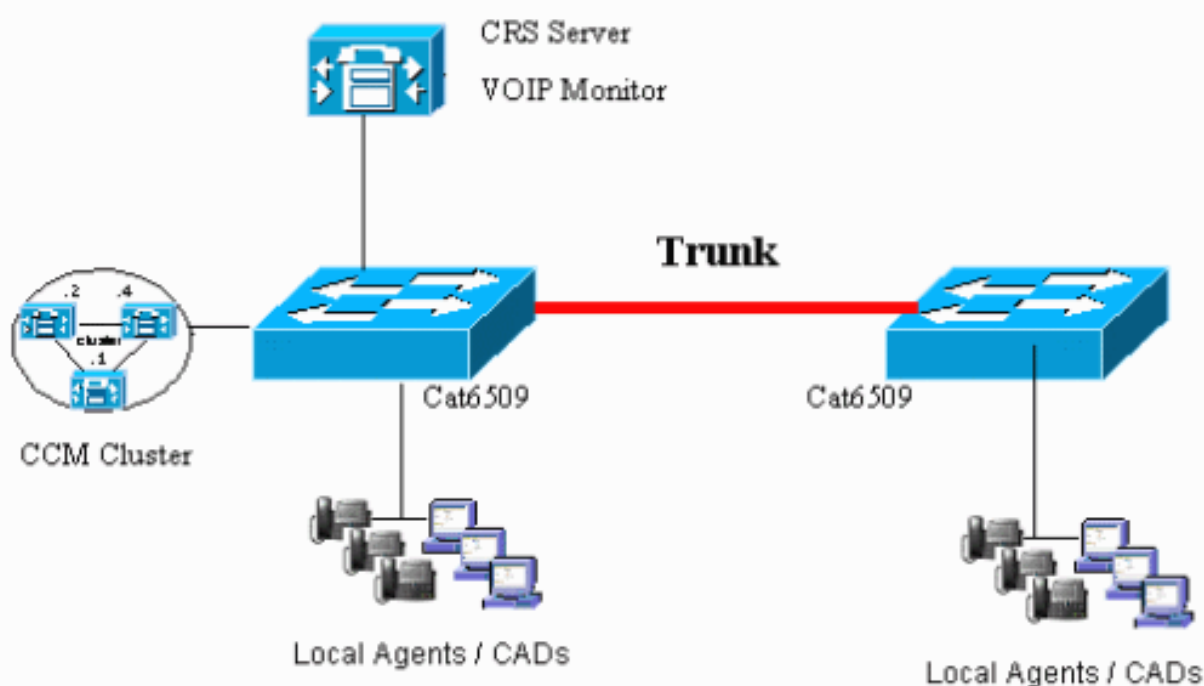 CRS Server
VOIP Monitor
Trunk
.2
.4
cluster
.1
Cat6509
Cat6509
CCM Cluster
Local Agents / CADs
Local Agents / CADs